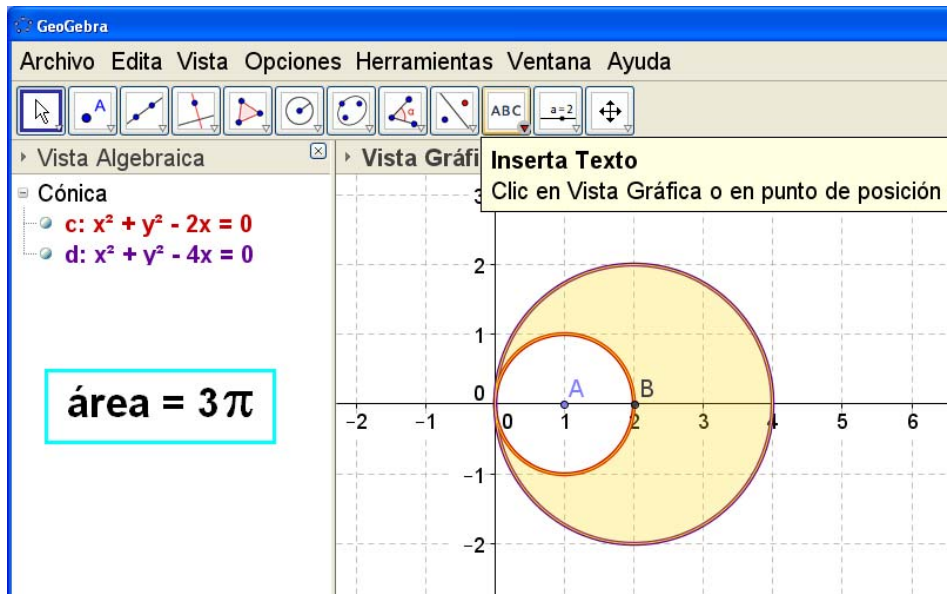 GeoGebra
Archivo Edita Vista Opciones Herramientas Ventana Ayuda
A
α
ABC
a=2
Vista Algebraica
Vista Gráfi
Inserta Texto
Clic en Vista Gráfica o en punto de posición
Cónica
c: x² + y² - 2x = 0
d: x² + y² - 4x = 0
área = 3π
3
2
1
0
-1
-2
A
B
-2 -1 0 1 2 3 4 5 6